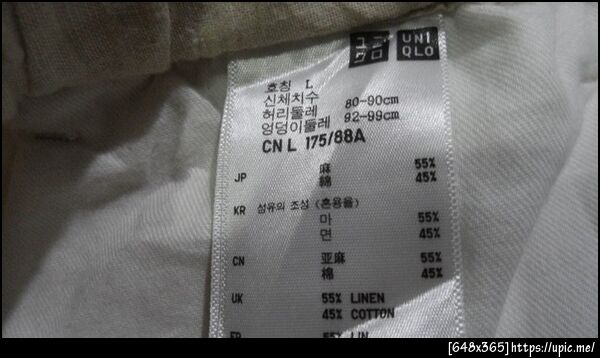 ユニ
クロ
UNI
QLO
호칭 L
신체치수
허리둘레 80-90cm
엉덩이둘레 92-99cm
CN L 175/88A
JP 麻 55%
綿 45%
KR 섬유의 조성 (혼용율)
마 55%
면 45%
CN 亚麻 55%
棉 45%
UK 55% LINEN
45% COTTON
55% LIN
[648x365]https://upic.me/